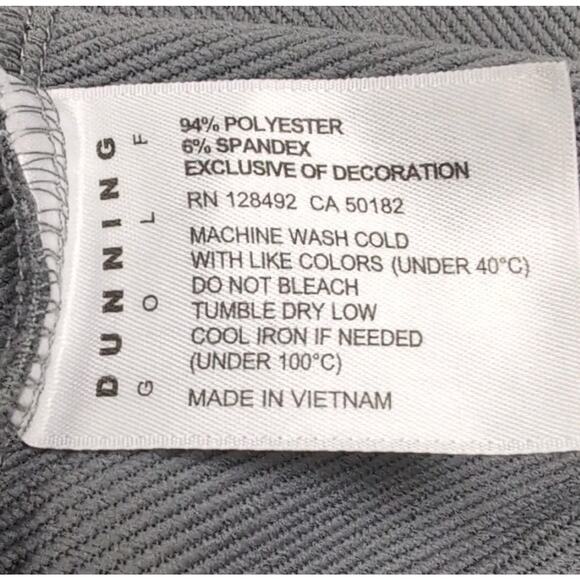 DUNNING
GOLF
94% POLYESTER
6% SPANDEX
EXCLUSIVE OF DECORATION
RN 128492 CA 50182
MACHINE WASH COLD
WITH LIKE COLORS (UNDER 40°C)
DO NOT BLEACH
TUMBLE DRY LOW
COOL IRON IF NEEDED
(UNDER 100°C)
MADE IN VIETNAM